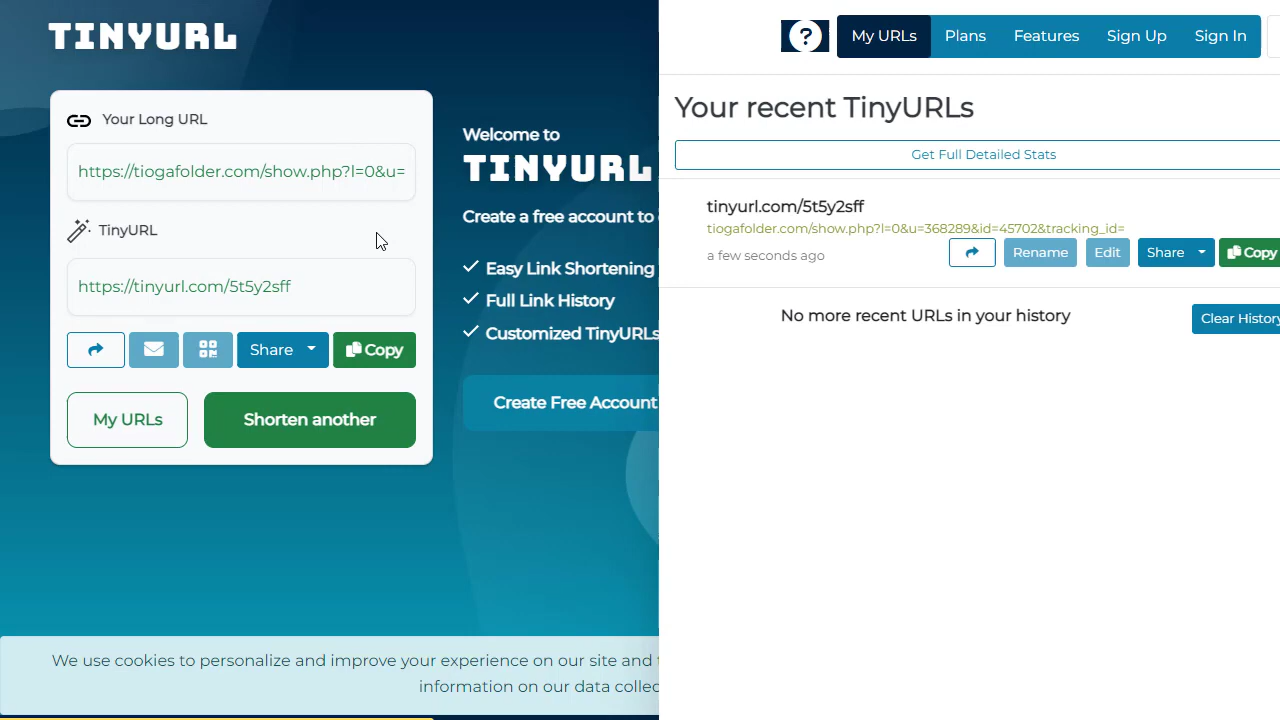 TINYURL
Your Long URL
https://tiogafolder.com/show.php?l=0&u=
TinyURL
https://tinyurl.com/5t5y2sff
Share
Copy
My URLs
Shorten another
Welcome to
TINYURL
Create a free account to
Easy Link Shortening
Full Link History
Customized TinyURLs
Create Free Account
We use cookies to personalize and improve your experience on our site and
information on our data collec
?
My URLs
Plans
Features
Sign Up
Sign In
Your recent TinyURLs
Get Full Detailed Stats
tinyurl.com/5t5y2sff
tiogafolder.com/show.php?l=0&u=368289&id=45702&tracking_id=
a few seconds ago
Rename
Edit
Share
Copy
No more recent URLs in your history
Clear History